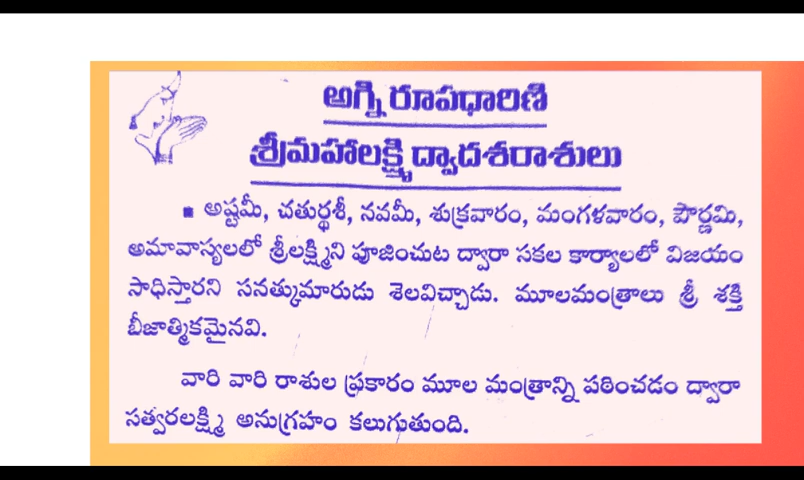 అగ్ని రూపధారిణి
శ్రీమహాలక్ష్మి ద్వాదశరాశులు
■ అష్టమీ, చతుర్థశీ, నవమీ, శుక్రవారం, మంగళవారం, పౌర్ణమి,
అమావాస్యలలో శ్రీలక్ష్మిని పూజించుట ద్వారా సకల కార్యాలలో విజయం
సాధిస్తారని సనత్కుమారుడు శెలవిచ్చాడు. మూలమంత్రాలు శ్రీ శక్తి
బీజాత్మికమైనవి.
వారి వారి రాశుల ప్రకారం మూల మంత్రాన్ని పఠించడం ద్వారా
సత్వరలక్ష్మి అనుగ్రహం కలుగుతుంది.